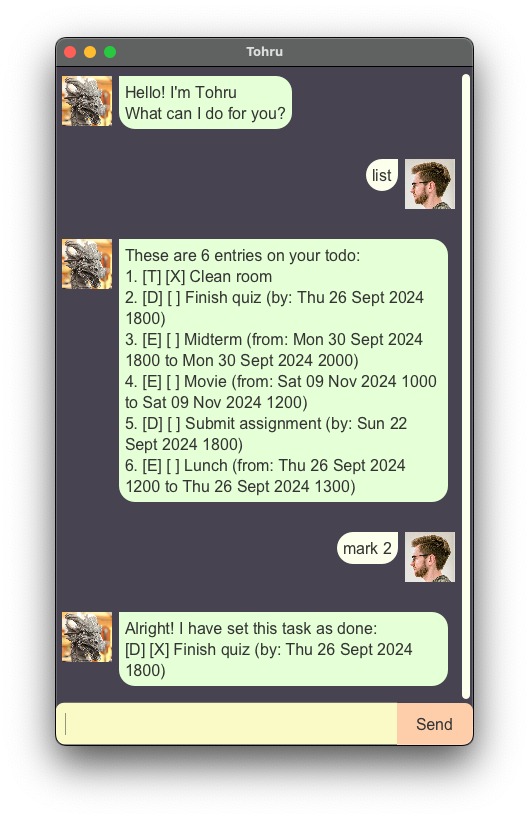 Tohru
Hello! I'm Tohru
What can I do for you?
list
These are 6 entries on your todo:
1. [T] [X] Clean room
2. [D] [ ] Finish quiz (by: Thu 26 Sept 2024
1800)
3. [E] [ ] Midterm (from: Mon 30 Sept 2024
1800 to Mon 30 Sept 2024 2000)
4. [E] [ ] Movie (from: Sat 09 Nov 2024 1000
to Sat 09 Nov 2024 1200)
5. [D] [ ] Submit assignment (by: Sun 22
Sept 2024 1800)
6. [E] [ ] Lunch (from: Thu 26 Sept 2024
1200 to Thu 26 Sept 2024 1300)
mark 2
Alright! I have set this task as done:
[D] [X] Finish quiz (by: Thu 26 Sept 2024
1800)
Send